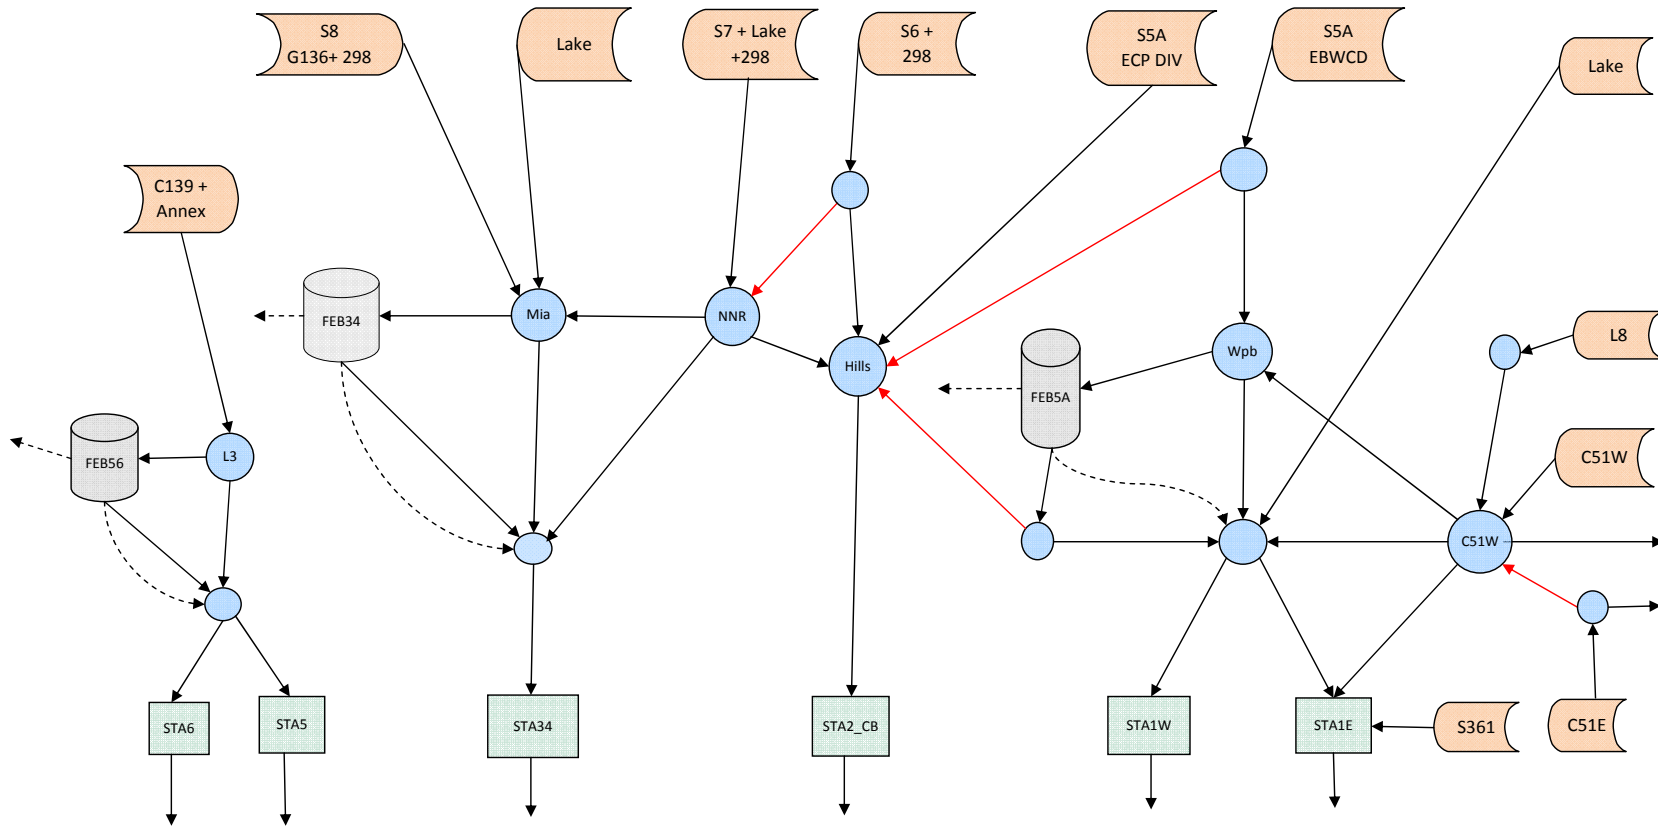 S8
G136+ 298
Lake
S7 + Lake
+298
S6 +
298
S5A
ECP DIV
S5A
EBWCD
Lake
C139 +
Annex
FEB34
Mia
NNR
Hills
FEB5A
Wpb
L8
FEB56
L3
C51W
C51W
STA6
STA5
STA34
STA2_CB
STA1W
STA1E
S361
C51E